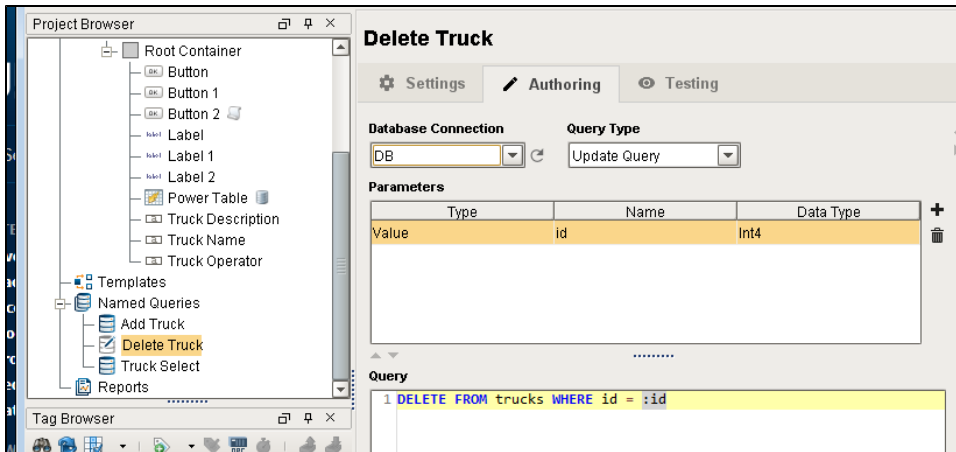 Project Browser
Root Container
Button
Button 1
Button 2
Label
Label 1
Label 2
Power Table
Truck Description
Truck Name
Truck Operator
Templates
Named Queries
Add Truck
Delete Truck
Truck Select
Reports
Tag Browser
Delete Truck
Settings
Authoring
Testing
Database Connection
Query Type
DB
Update Query
Parameters
Type Name Data Type
Value id Int4
Query
1 DELETE FROM trucks WHERE id = :id